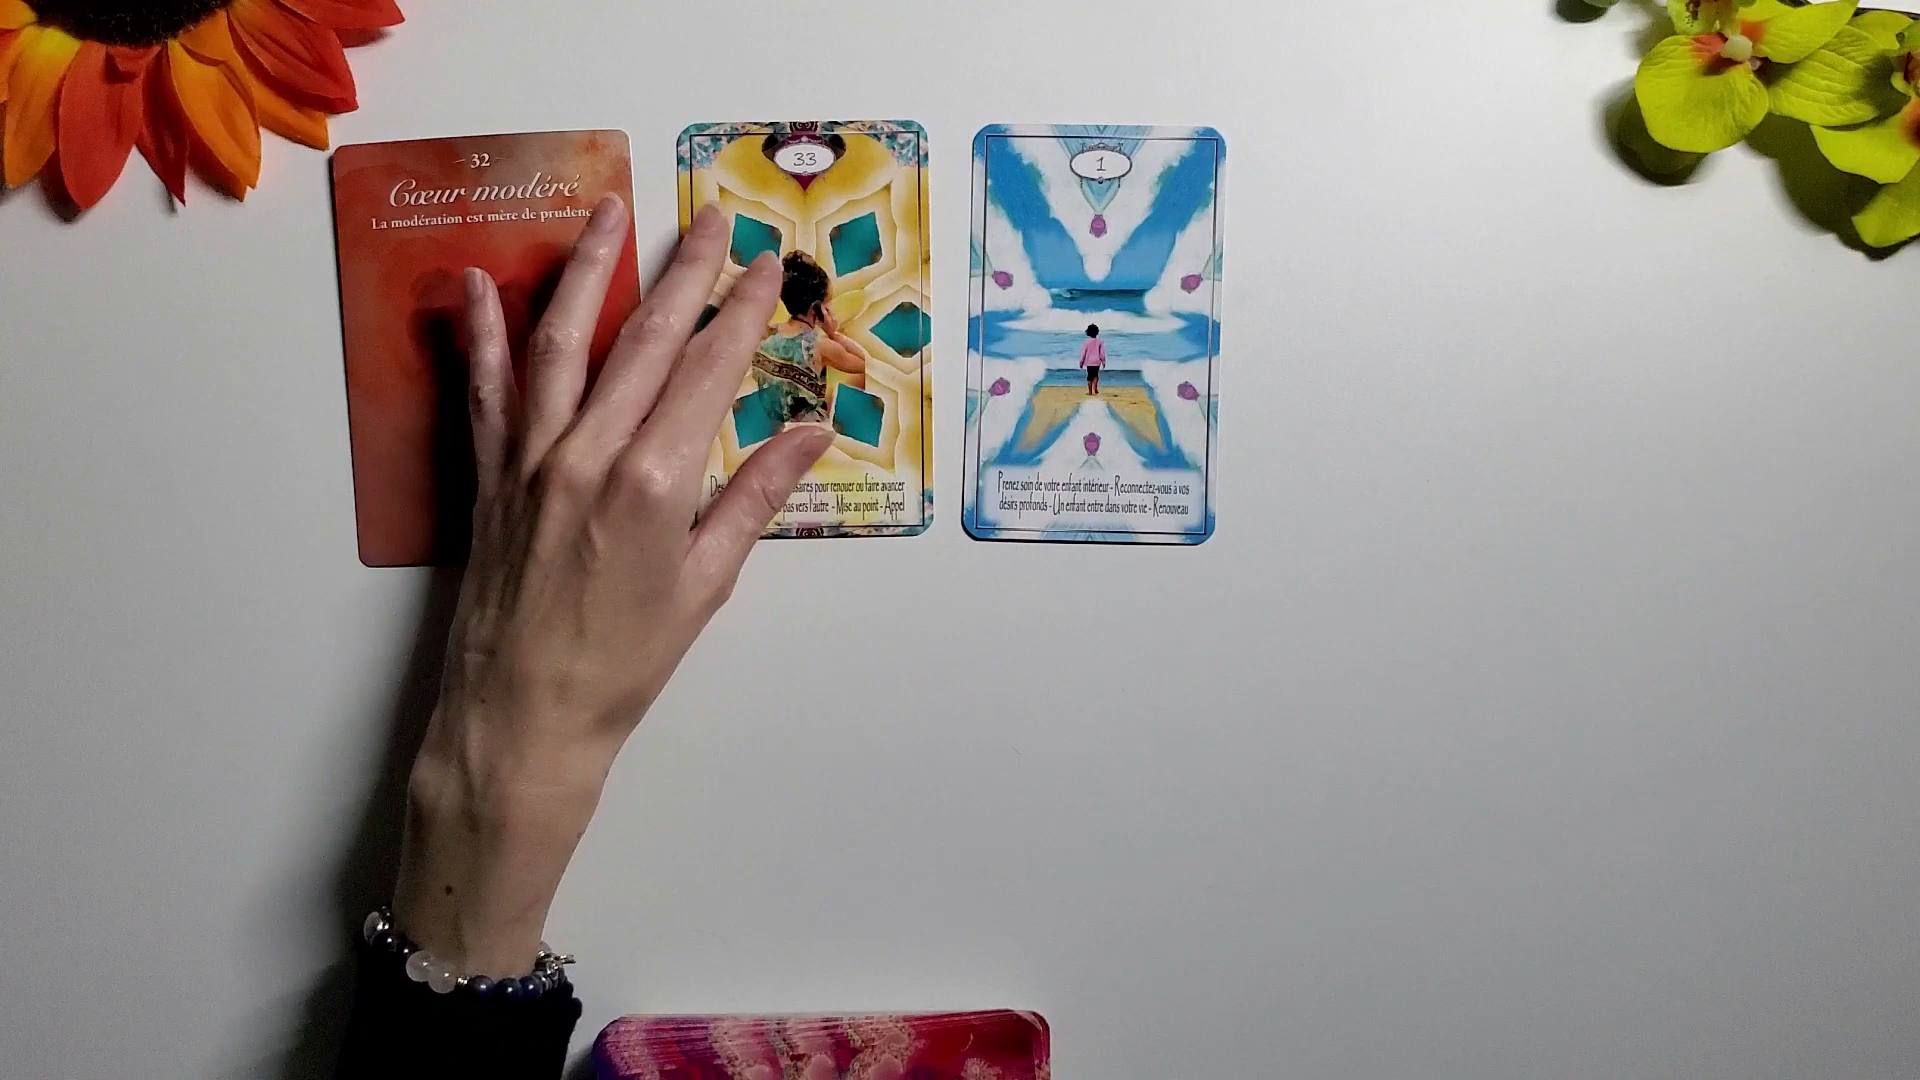 32
Cœur modéré
La modération est mère de
33
pour renouer ou faire avancer
vers l'autre - Mise au point - Appel
1
Prenez soin de votre enfant intérieur - Reconnectez-vous à vos
désirs profonds - Un enfant entre dans votre vie - Renouveau